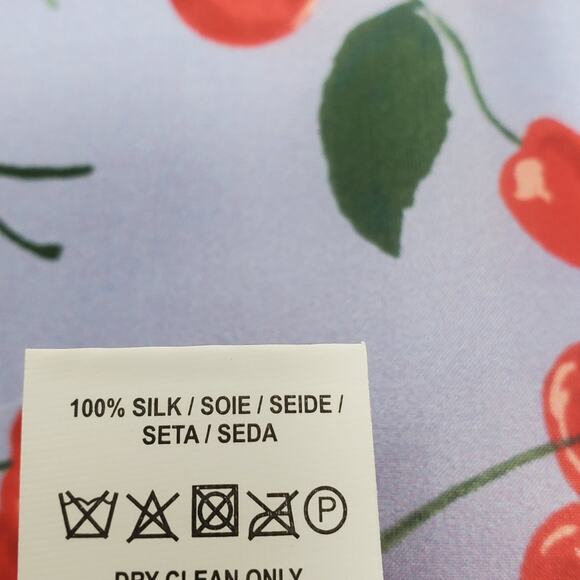 100% SILK / SOIE / SEIDE /
SETA / SEDA
P
DRY CLEAN ONLY